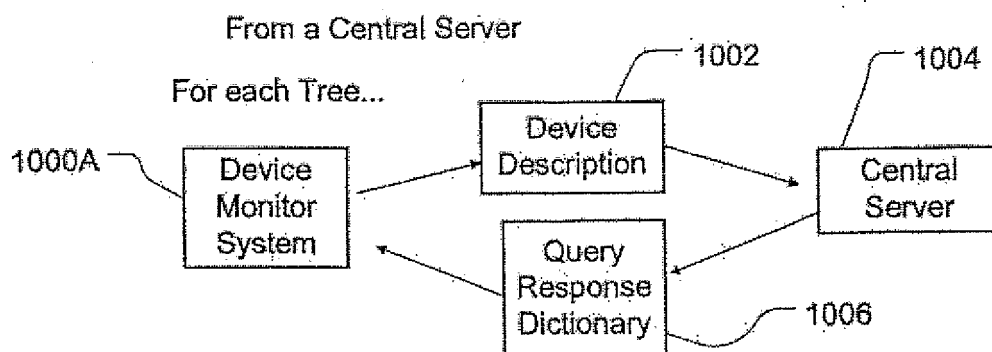 From a Central Server
For each Tree...
1002
1004
1000A
Device
Monitor
System
Device
Description
Central
Server
Query
Response
Dictionary
1006